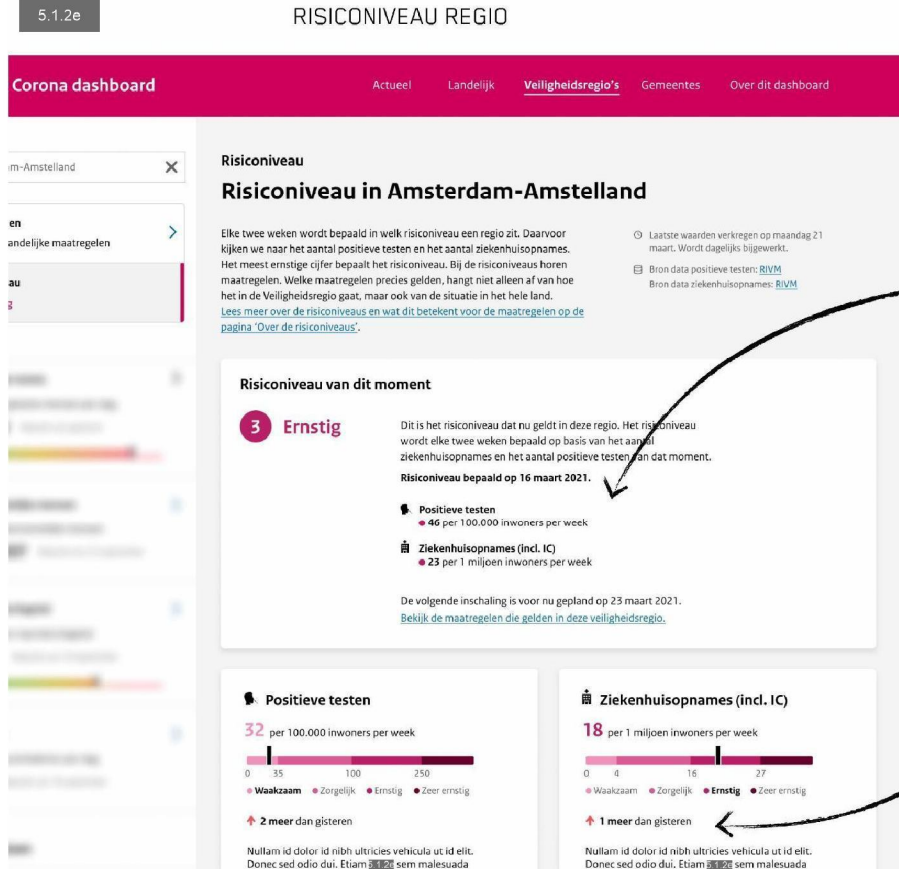 5.1.2e
RISICONIVEAU REGIO
Corona dashboard
Actueel
Landelijk
Veiligheidsregio's
Gemeentes
Over dit dashboard
m-Amstelland
en
andelijke maatregelen
au
Risiconiveau
Risiconiveau in Amsterdam-Amstelland
Elke twee weken wordt bepaald in welk risiconiveau een regio zit. Daarvoor
kijken we naar het aantal positieve testen en het aantal ziekenhuisopnames.
Het meest ernstige cijfer bepaalt het risiconiveau. Bij de risiconiveaus horen
maatregelen. Welke maatregelen precies gelden, hangt niet alleen af van hoe
het in de Veiligheidsregio gaat, maar ook van de situatie in het hele land.
Lees meer over de risiconiveaus en wat dit betekent voor de maatregelen op de
pagina 'Over de risiconiveaus'.
Laatste waarden verkregen op maandag 21
maart. Wordt dagelijks bijgewerkt.
Bron data positieve testen: RIVM
Bron data ziekenhuisopnames: RIVM
Risiconiveau van dit moment
3 Ernstig
Dit is het risiconiveau dat nu geldt in deze regio. Het risiconiveau
wordt elke twee weken bepaald op basis van het aantal
ziekenhuisopnames en het aantal positieve testen van dat moment.
Risiconiveau bepaald op 16 maart 2021.
Positieve testen
46 per 100.000 inwoners per week
Ziekenhuisopnames (incl. IC)
23 per 1 miljoen inwoners per week
De volgende inschaling is voor nu gepland op 23 maart 2021.
Bekijk de maatregelen die gelden in deze veiligheidsregio.
Positieve testen
32 per 100.000 inwoners per week
0 35 100 250
Waakzaam Zorgelijk Ernstig Zeer ernstig
2 meer dan gisteren
Nullam id dolor id nibh ultricies vehicula ut id elit.
Donec sed odio dui. Etiam 5.1.2e sem malesuada
Ziekenhuisopnames (incl. IC)
18 per 1 miljoen inwoners per week
0 4 16 27
Waakzaam Zorgelijk Ernstig Zeer ernstig
1 meer dan gisteren
Nullam id dolor id nibh ultricies vehicula ut id elit.
Donec sed odio dui. Etiam 5.1.2e sem malesuada